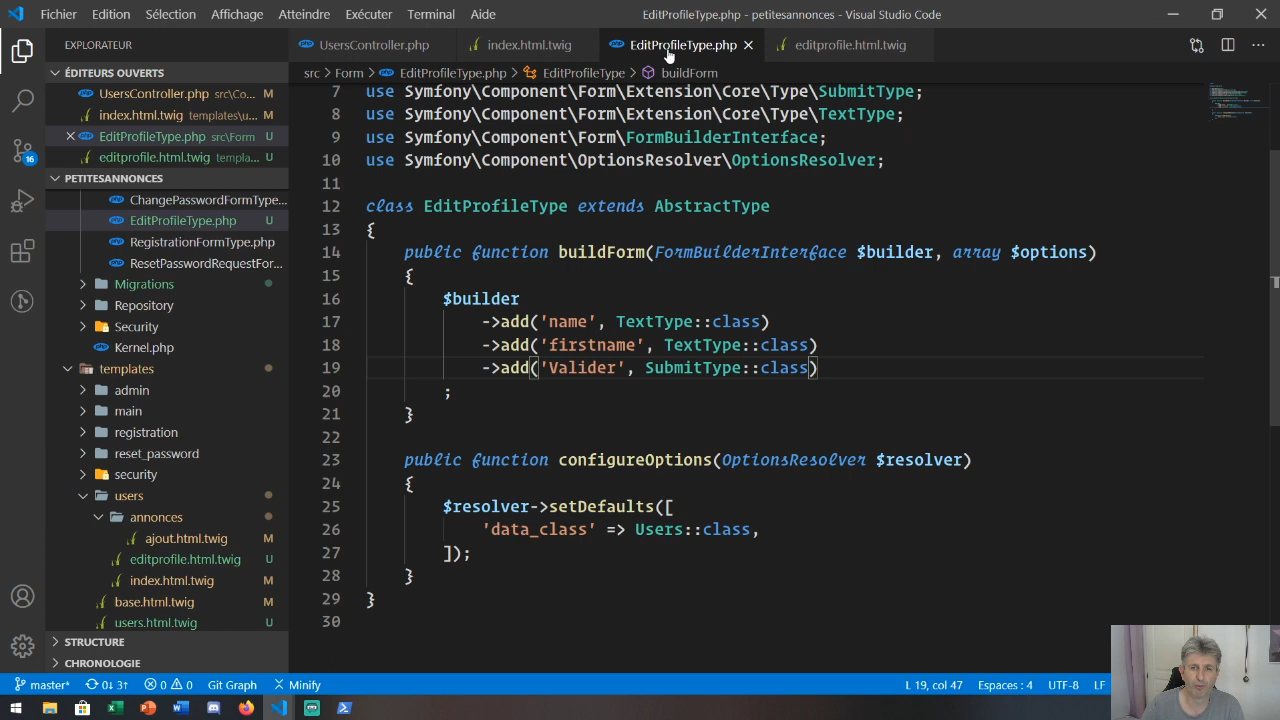 Fichier Edition Sélection Affichage Atteindre Exécuter Terminal Aide EditProfileType.php - petitesannonces - Visual Studio Code
EXPLORATEUR
UsersController.php index.html.twig EditProfileType.php editprofile.html.twig
ÉDITEURS OUVERTS
UsersController.php src\Co... M
index.html.twig templates\u... M
EditProfileType.php src\Form U
editprofile.html.twig templa... U
PETITESANNONCES
ChangePasswordFormType...
EditProfileType.php U
RegistrationFormType.php
ResetPasswordRequestFor...
Migrations
Repository
Security
Kernel.php
templates
admin
main
registration
reset_password
security
users
annonces
ajout.html.twig M
editprofile.html.twig U
index.html.twig M
base.html.twig M
users.html.twig U
STRUCTURE
CHRONOLOGIE
src > Form > EditProfileType.php > EditProfileType > buildForm
7 use Symfony\Component\Form\Extension\Core\Type\SubmitType;
8 use Symfony\Component\Form\Extension\Core\Type\TextType;
9 use Symfony\Component\Form\FormBuilderInterface;
10 use Symfony\Component\OptionsResolver\OptionsResolver;
11
12 class EditProfileType extends AbstractType
13 {
14 public function buildForm(FormBuilderInterface $builder, array $options)
15 {
16 $builder
17 ->add('name', TextType::class)
18 ->add('firstname', TextType::class)
19 ->add('Valider', SubmitType::class)
20 ;
21 }
22
23 public function configureOptions(OptionsResolver $resolver)
24 {
25 $resolver->setDefaults([
26 'data_class' => Users::class,
27 ]);
28 }
29 }
30
16
master* 0↓ 3↑ 0 0 Git Graph Minify L 19, col 47 Espaces : 4 UTF-8 LF